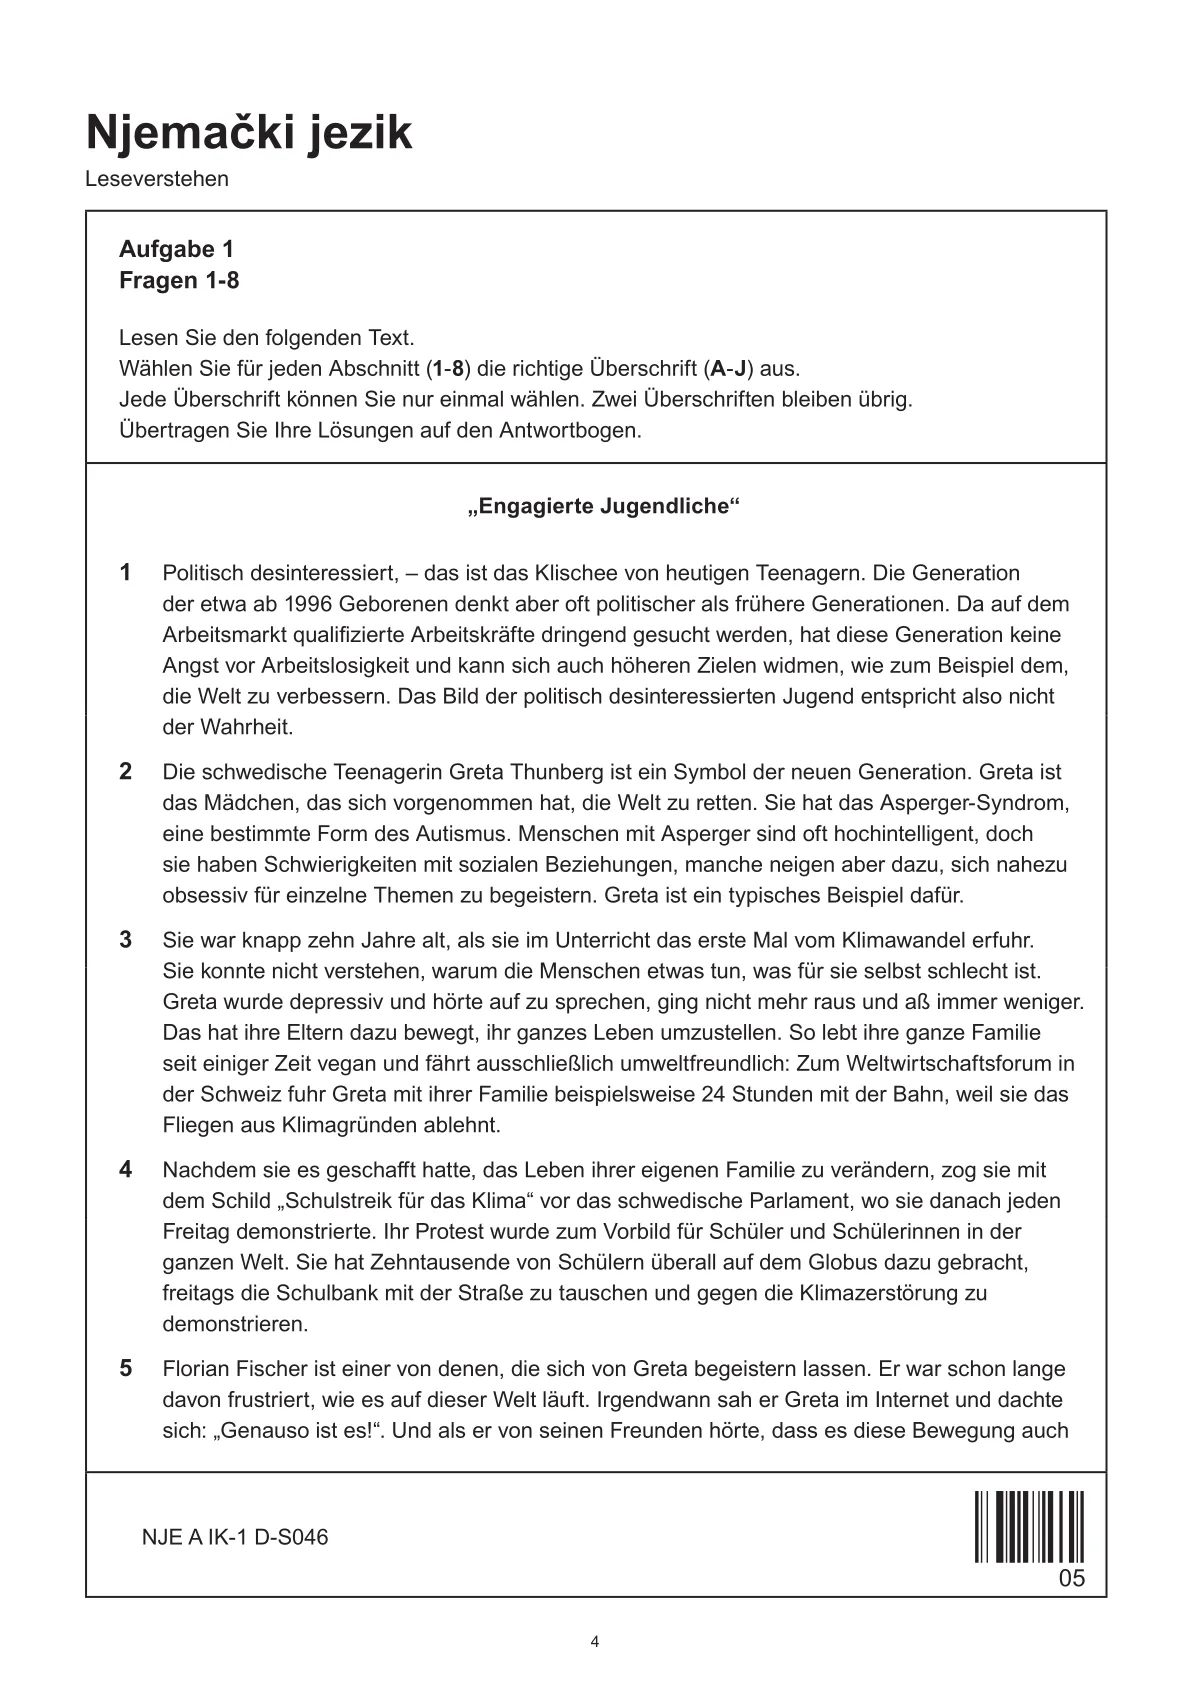 Njemački jezik
Leseverstehen
Aufgabe 1
Fragen 1-8
Lesen Sie den folgenden Text.
Wählen Sie für jeden Abschnitt (1-8) die richtige Überschrift (A-J) aus.
Jede Überschrift können Sie nur einmal wählen. Zwei Überschriften bleiben übrig.
Übertragen Sie Ihre Lösungen auf den Antwortbogen.
„Engagierte Jugendliche“
1 Politisch desinteressiert, – das ist das Klischee von heutigen Teenagern. Die Generation
der etwa ab 1996 Geborenen denkt aber oft politischer als frühere Generationen. Da auf dem
Arbeitsmarkt qualifizierte Arbeitskräfte dringend gesucht werden, hat diese Generation keine
Angst vor Arbeitslosigkeit und kann sich auch höheren Zielen widmen, wie zum Beispiel dem,
die Welt zu verbessern. Das Bild der politisch desinteressierten Jugend entspricht also nicht
der Wahrheit.
2 Die schwedische Teenagerin Greta Thunberg ist ein Symbol der neuen Generation. Greta ist
das Mädchen, das sich vorgenommen hat, die Welt zu retten. Sie hat das Asperger-Syndrom,
eine bestimmte Form des Autismus. Menschen mit Asperger sind oft hochintelligent, doch
sie haben Schwierigkeiten mit sozialen Beziehungen, manche neigen aber dazu, sich nahezu
obsessiv für einzelne Themen zu begeistern. Greta ist ein typisches Beispiel dafür.
3 Sie war knapp zehn Jahre alt, als sie im Unterricht das erste Mal vom Klimawandel erfuhr.
Sie konnte nicht verstehen, warum die Menschen etwas tun, was für sie selbst schlecht ist.
Greta wurde depressiv und hörte auf zu sprechen, ging nicht mehr raus und aß immer weniger.
Das hat ihre Eltern dazu bewegt, ihr ganzes Leben umzustellen. So lebt ihre ganze Familie
seit einiger Zeit vegan und fährt ausschließlich umweltfreundlich: Zum Weltwirtschaftsforum in
der Schweiz fuhr Greta mit ihrer Familie beispielsweise 24 Stunden mit der Bahn, weil sie das
Fliegen aus Klimagründen ablehnt.
4 Nachdem sie es geschafft hatte, das Leben ihrer eigenen Familie zu verändern, zog sie mit
dem Schild „Schulstreik für das Klima“ vor das schwedische Parlament, wo sie danach jeden
Freitag demonstrierte. Ihr Protest wurde zum Vorbild für Schüler und Schülerinnen in der
ganzen Welt. Sie hat Zehntausende von Schülern überall auf dem Globus dazu gebracht,
freitags die Schulbank mit der Straße zu tauschen und gegen die Klimazerstörung zu
demonstrieren.
5 Florian Fischer ist einer von denen, die sich von Greta begeistern lassen. Er war schon lange
davon frustriert, wie es auf dieser Welt läuft. Irgendwann sah er Greta im Internet und dachte
sich: „Genauso ist es!“. Und als er von seinen Freunden hörte, dass es diese Bewegung auch
NJE A IK-1 D-S046
05
4